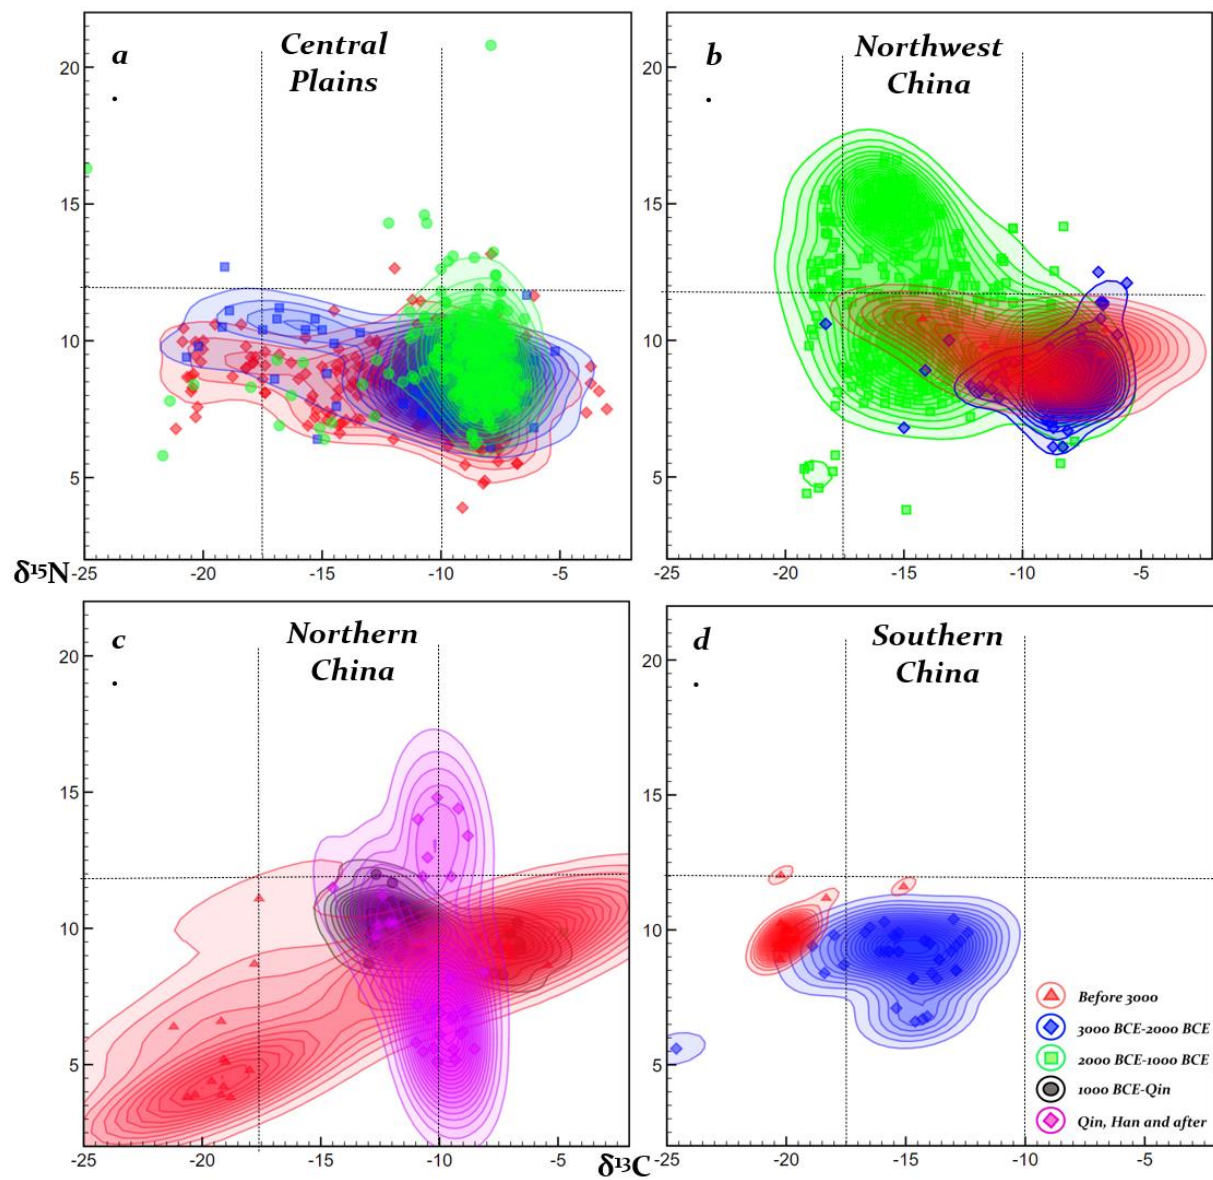 a
Central
Plains
20
15
10
5
-25 -20 -15 -10 -5
b
Northwest
China
20
15
10
5
-25 -20 -15 -10 -5
δ¹⁵N
c
Northern
China
20
15
10
5
-25 -20 -15 -10 -5
d
Southern
China
20
15
10
5
-25 -20 -15 -10 -5
δ¹³C
Before 3000
3000 BCE-2000 BCE
2000 BCE-1000 BCE
1000 BCE-Qin
Qin, Han and after